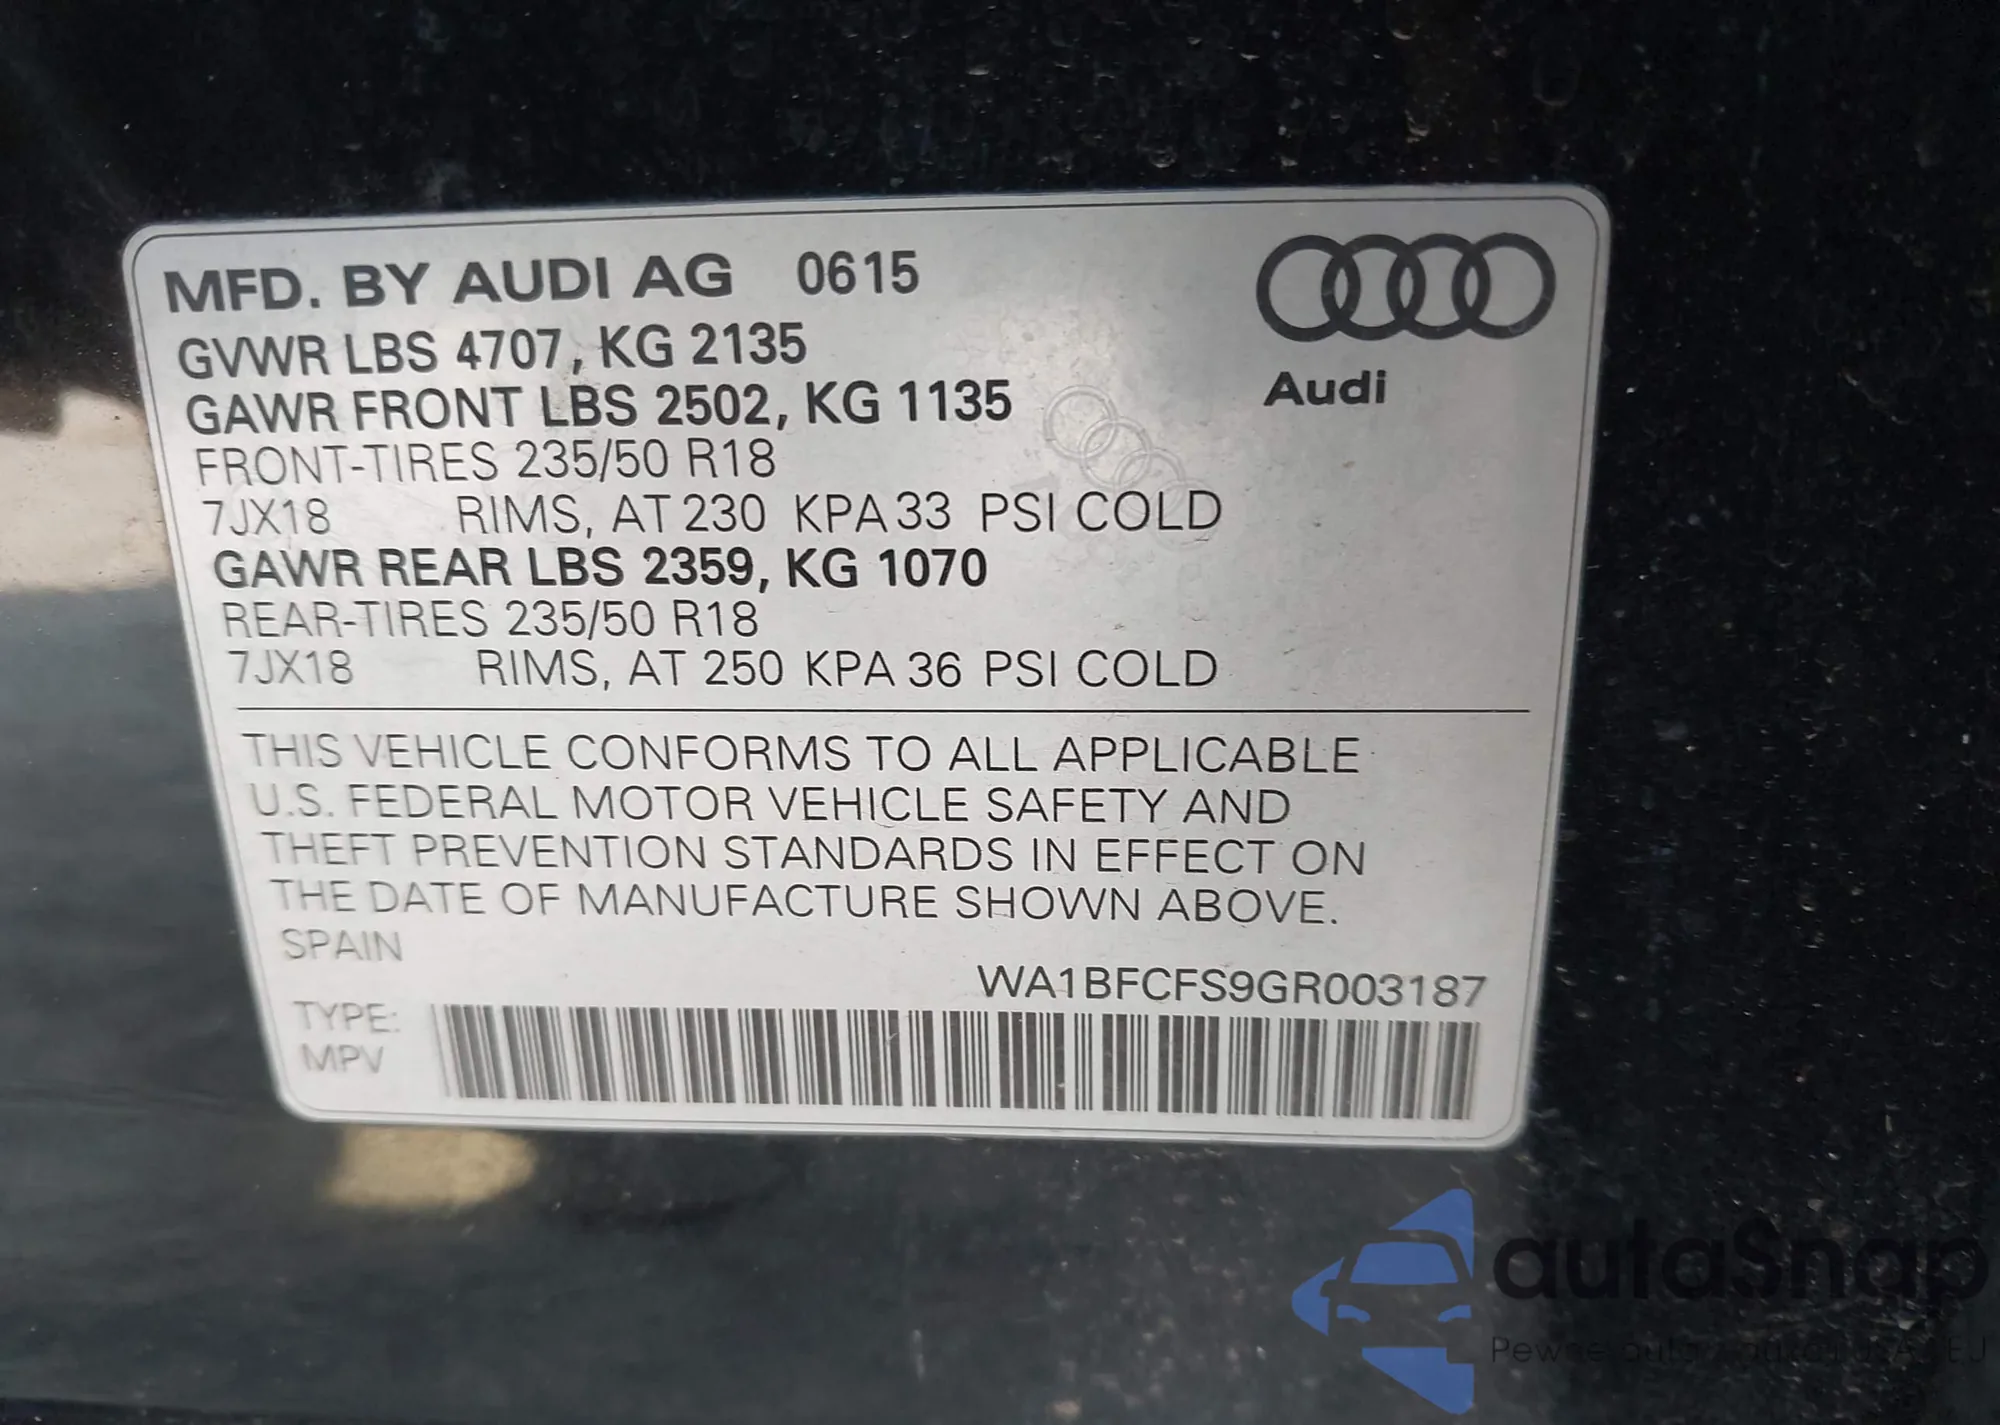 MFD. BY AUDI AG 0615
GVWR LBS 4707, KG 2135
GAWR FRONT LBS 2502, KG 1135
FRONT-TIRES 235/50 R18
7JX18 RIMS, AT 230 KPA 33 PSI COLD
GAWR REAR LBS 2359, KG 1070
REAR-TIRES 235/50 R18
7JX18 RIMS, AT 250 KPA 36 PSI COLD
Audi
THIS VEHICLE CONFORMS TO ALL APPLICABLE
U.S. FEDERAL MOTOR VEHICLE SAFETY AND
THEFT PREVENTION STANDARDS IN EFFECT ON
THE DATE OF MANUFACTURE SHOWN ABOVE.
SPAIN
WA1BFCFS9GR003187
TYPE:
MPV
autaSnap
Pewne auta